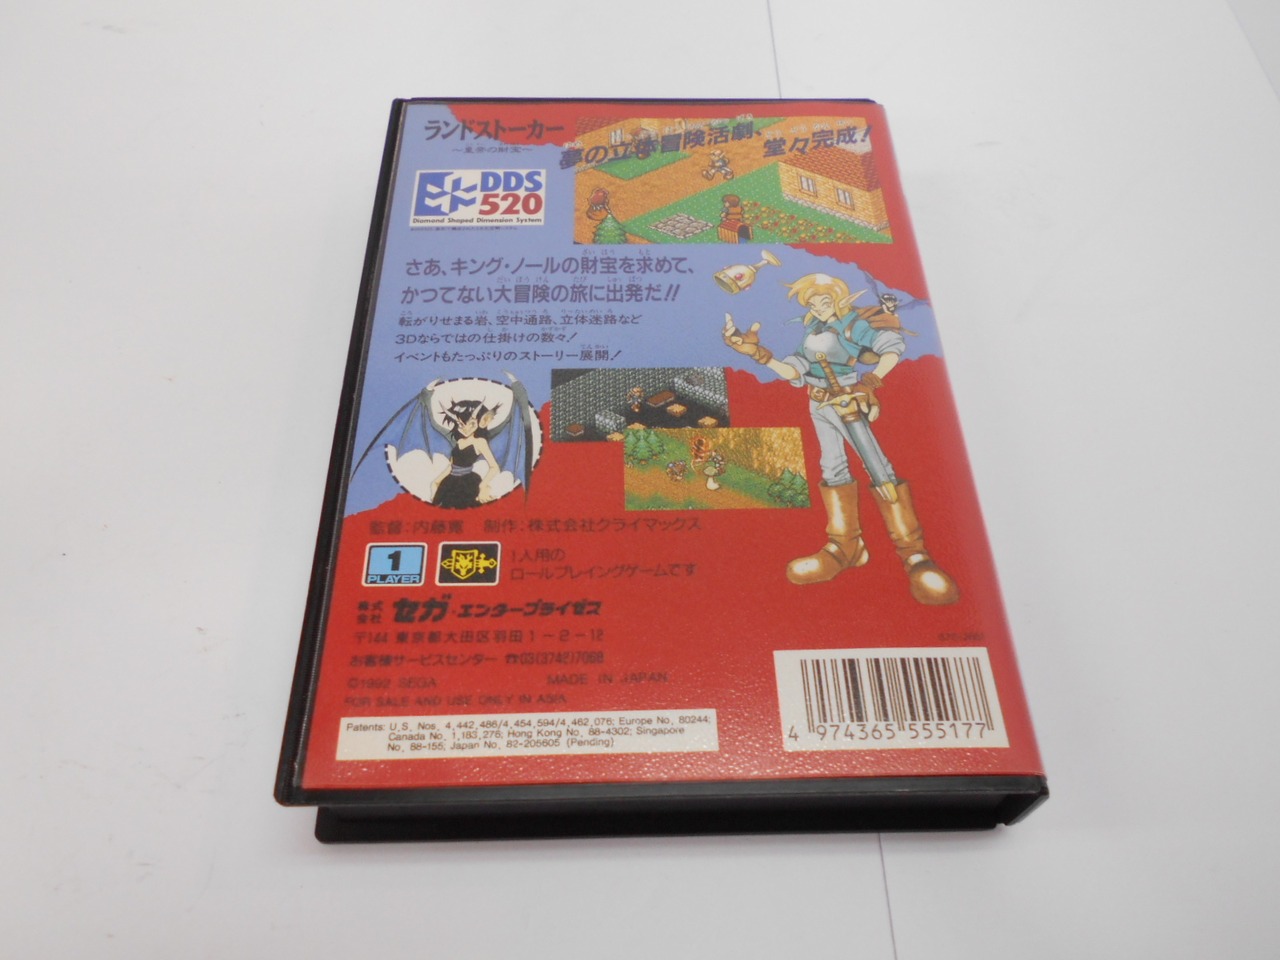 ランドストーカー
～皇帝の財宝～
夢の立体冒険活劇、堂々完成!
DDS
520
Diamond Shaped Dimension System
さあ、キング・ノールの財宝を求めて、
かつてない大冒険の旅に出発だ!!
転がりせまる岩、空中通路、立体迷路など
3Dならではの仕掛けの数々!
イベントもたっぷりのストーリー展開!
監督:内藤寛 制作:株式会社クライマックス
1
PLAYER
1人用の
ロールプレイングゲームです
株式会社 セガ・エンタープライゼス
〒144 東京都大田区羽田1-2-12
お客様サービスセンター ☎03(3742)7068
©1992 SEGA MADE IN JAPAN
FOR SALE AND USE ONLY IN ASIA
Patents: U.S. Nos. 4,442,486/4,454,594/4,462,076; Europe No. 80244;
Canada No. 1,183,276; Hong Kong No. 88-4302; Singapore
No. 88-155; Japan No. 82-205605 (Pending)
4 974365 555177